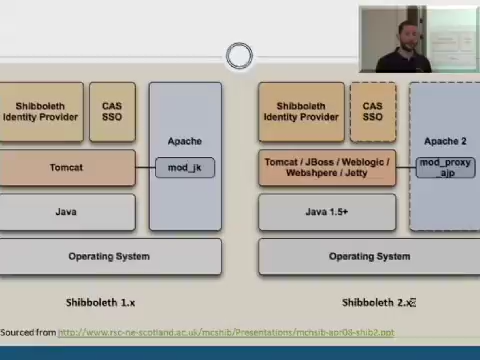 Shibboleth
Identity Provider
CAS
SSO
Apache
Tomcat
mod_jk
Java
Operating System
Shibboleth 1.x
Shibboleth
Identity Provider
CAS
SSO
Apache 2
Tomcat / JBoss / Weblogic /
Webshpere / Jetty
mod_proxy
_ajp
Java 1.5+
Operating System
Shibboleth 2.x
Sourced from http://www.rsc-ne-scotland.ac.uk/mcshib/Presentations/mchsib-apr08-shib2.ppt